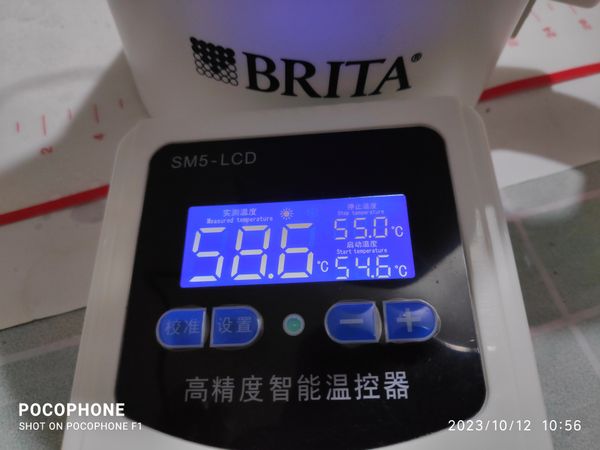 BRITA®
SM5-LCD
实测温度
Measured temperature
58.6℃
停止温度
Stop temperature
55.0℃
启动温度
Start temperature
54.6℃
校准
设置
-
+
高精度智能温控器
2
4
POCOPHONE
SHOT ON POCOPHONE F1
2023/10/12 10:56